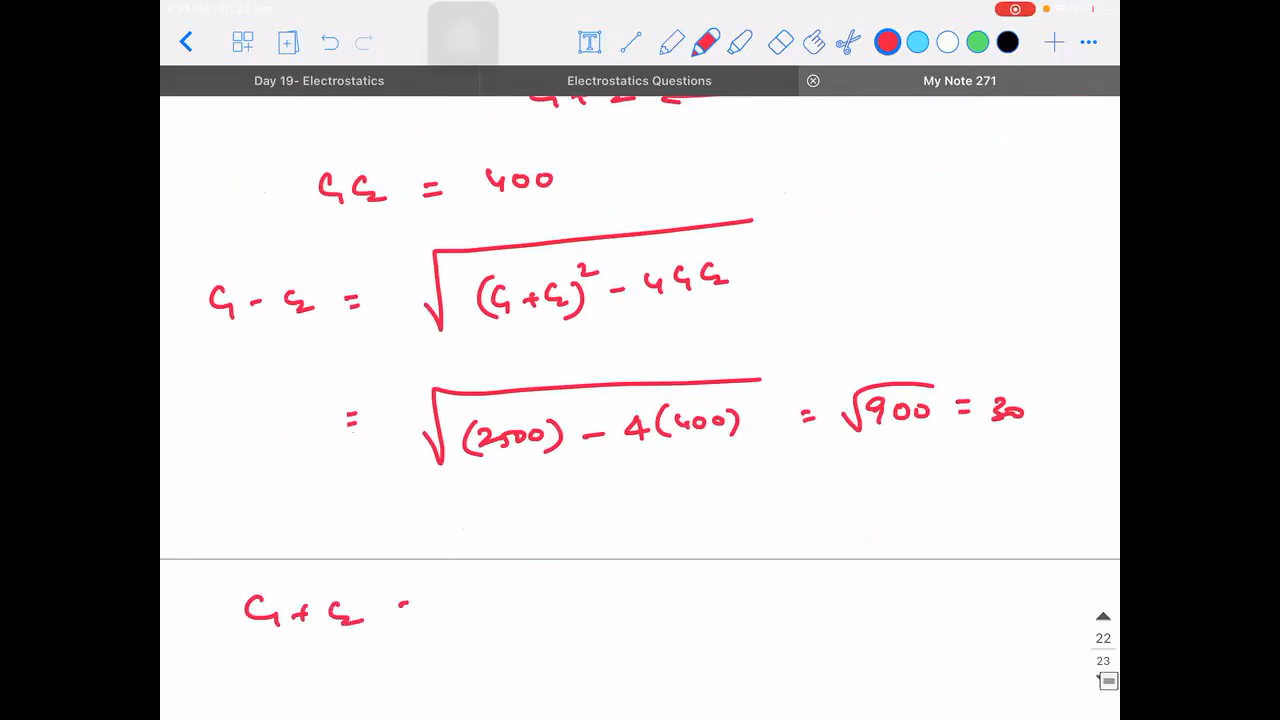 Day 19- Electrostatics
Electrostatics Questions
My Note 271
C₁C₂ = 400
C₁ - C₂ = √((C₁+C₂)² - 4C₁C₂)
= √((2500) - 4(400)) = √900 = 30
C₁ + C₂ =
22
23